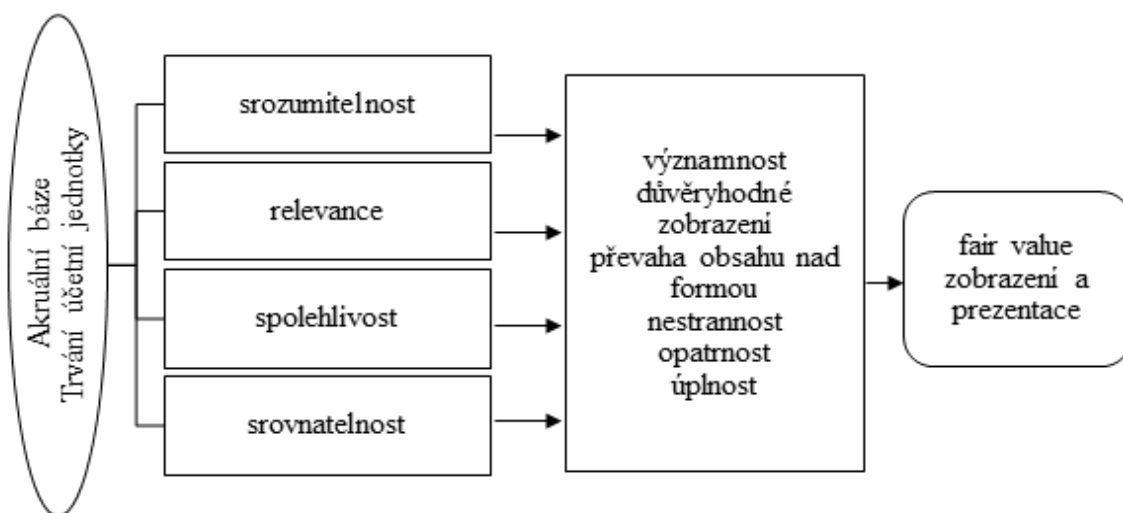 Akruální báze
Trvání účetní jednotky
srozumitelnost
relevance
spolehlivost
srovnatelnost
významnost
důvěryhodné
zobrazení
převaha obsahu nad
formou
nestrannost
opatrnost
úplnost
fair value
zobrazení a
prezentace